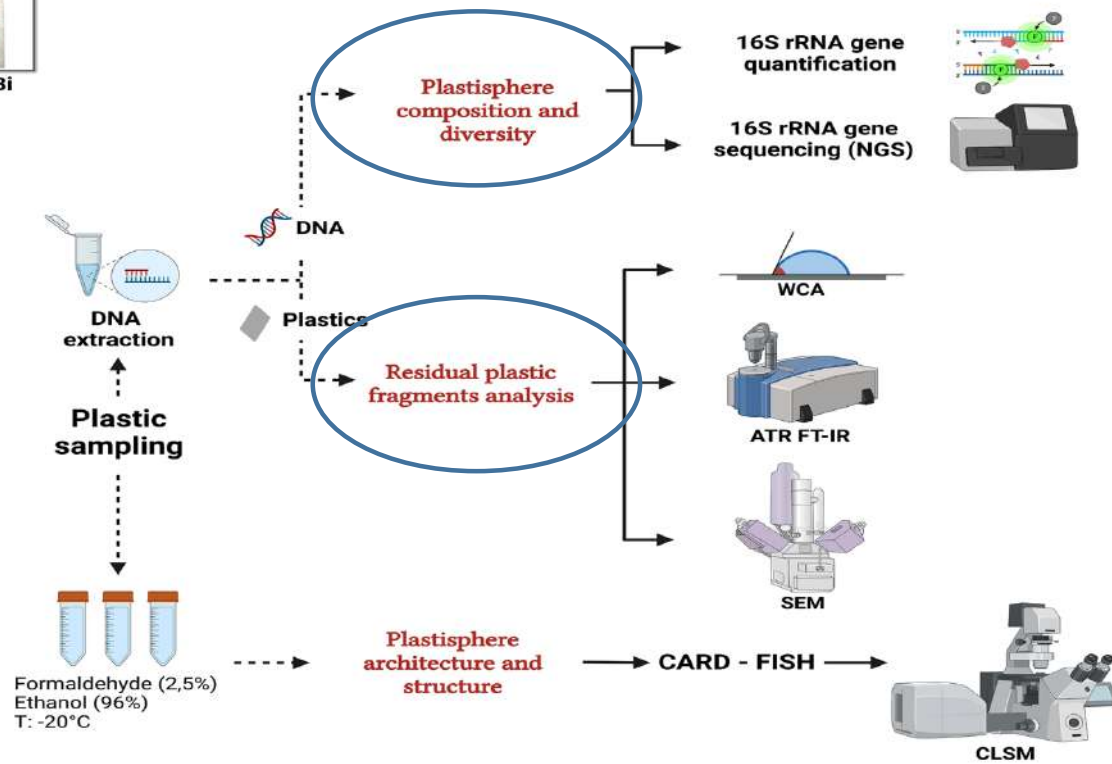 3i
Plastisphere
composition and
diversity
16S rRNA gene
quantification
16S rRNA gene
sequencing (NGS)
DNA
DNA
extraction
Plastics
Residual plastic
fragments analysis
WCA
ATR FT-IR
SEM
Plastic
sampling
Formaldehyde (2,5%)
Ethanol (96%)
T: -20°C
Plastisphere
architecture and
structure
CARD - FISH
CLSM